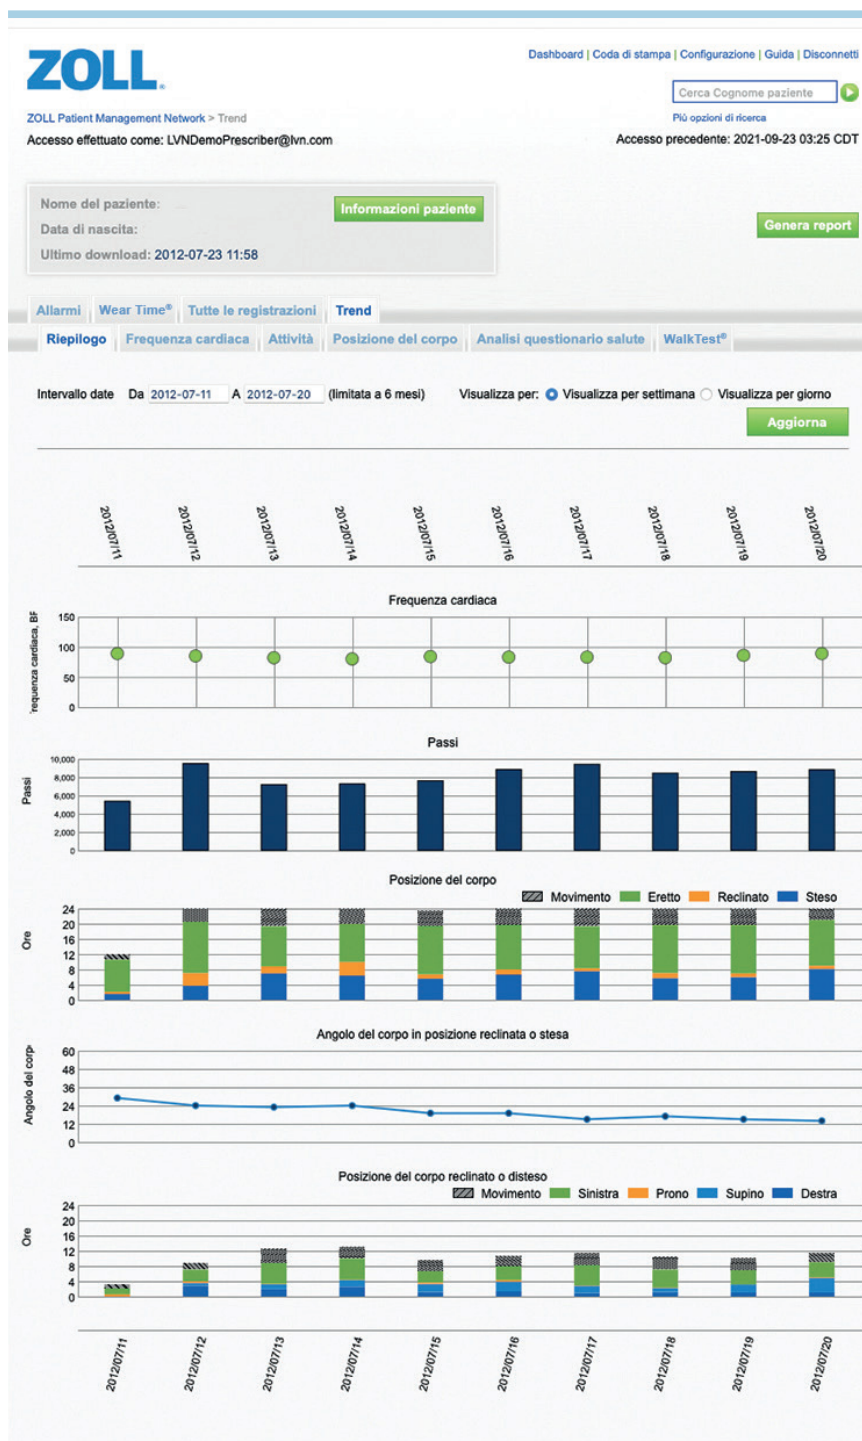 ZOLL®
Dashboard | Coda di stampa | Configurazione | Guida | Disconnetti
Cerca Cognome paziente
ZOLL Patient Management Network > Trend
Più opzioni di ricerca
Accesso effettuato come: LVNDemoPrescriber@lvn.com
Accesso precedente: 2021-09-23 03:25 CDT
Nome del paziente:
Informazioni paziente
Data di nascita:
Genera report
Ultimo download: 2012-07-23 11:58
Allarmi Wear Time® Tutte le registrazioni Trend
Riepilogo Frequenza cardiaca Attività Posizione del corpo Analisi questionario salute WalkTest®
Intervallo date Da 2012-07-11 A 2012-07-20 (limitata a 6 mesi) Visualizza per: Visualizza per settimana Visualizza per giorno
Aggiorna
2012/07/11 2012/07/12 2012/07/13 2012/07/14 2012/07/15 2012/07/16 2012/07/17 2012/07/18 2012/07/19 2012/07/20
Frequenza cardiaca
requenza cardiaca, BF
150
100
50
0
Passi
Passi
10,000
8,000
6,000
4,000
2,000
0
Posizione del corpo
Movimento Eretto Reclinato Steso
Ore
24
20
16
12
8
4
0
Angolo del corpo in posizione reclinata o stesa
Angolo del corp
60
48
36
24
12
0
Posizione del corpo reclinato o disteso
Movimento Sinistra Prono Supino Destra
Ore
24
20
16
12
8
4
0
2012/07/11 2012/07/12 2012/07/13 2012/07/14 2012/07/15 2012/07/16 2012/07/17 2012/07/18 2012/07/19 2012/07/20